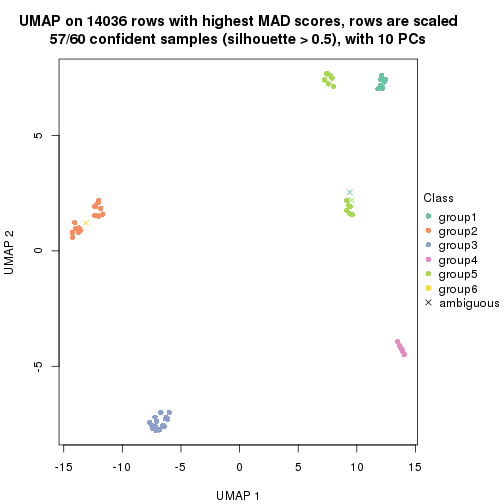 UMAP on 14036 rows with highest MAD scores, rows are scaled
57/60 confident samples (silhouette > 0.5), with 10 PCs
5
0
-5
UMAP 2
-15
-10
-5
0
5
10
15
UMAP 1
Class
group1
group2
group3
group4
group5
group6
ambiguous